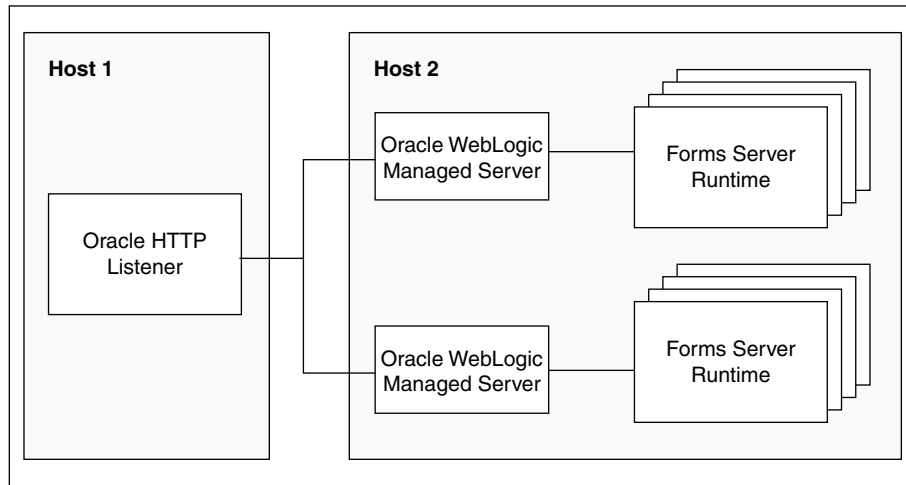 Host 1
Oracle HTTP
Listener
Host 2
Oracle WebLogic
Managed Server
Forms Server
Runtime
Oracle WebLogic
Managed Server
Forms Server
Runtime